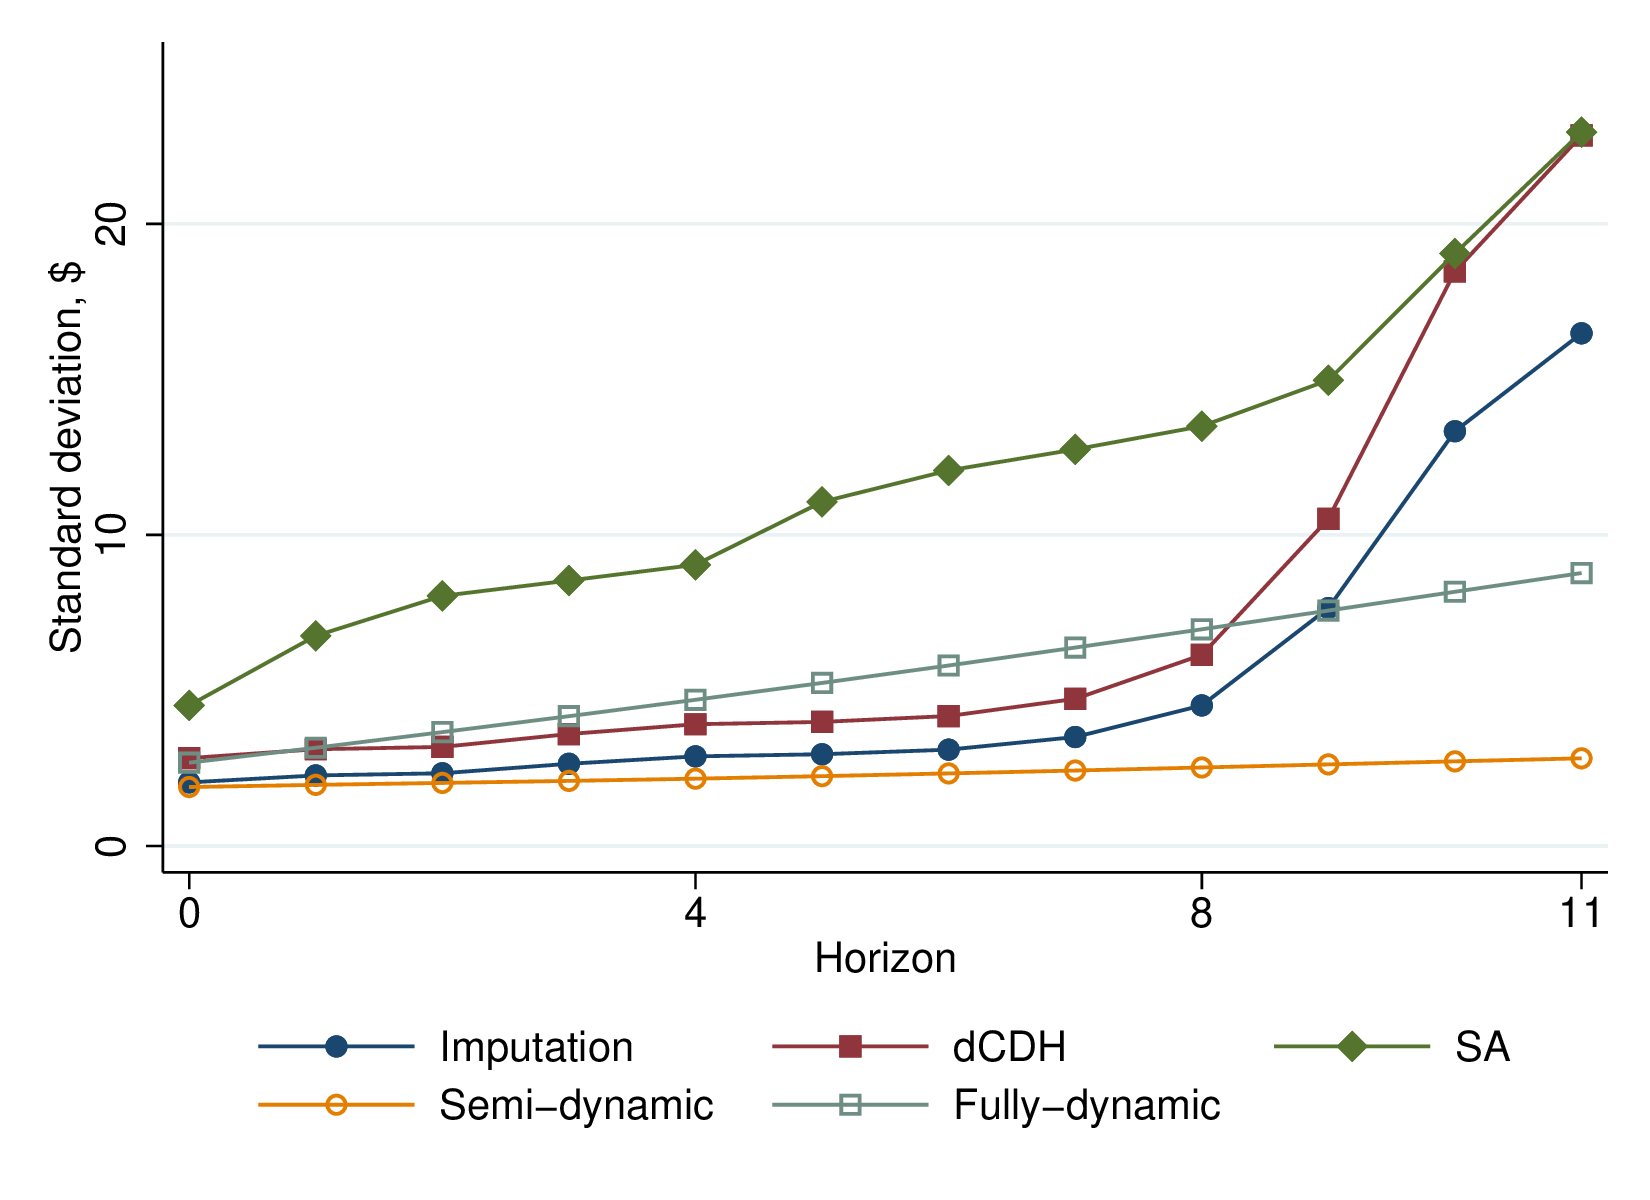 Standard deviation, $
20
10
0
0 4 8 11
Horizon
Imputation dCDH SA
Semi−dynamic Fully−dynamic